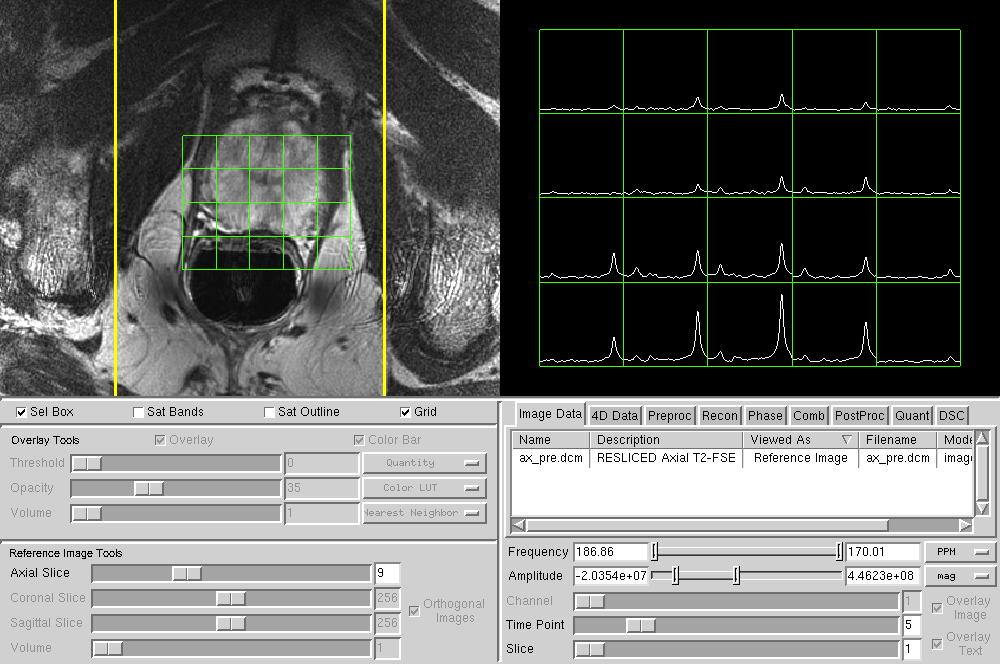 Sel Box Sat Bands Sat Outline Grid
Overlay Tools Overlay Color Bar
Threshold 0 Quantity
Opacity 35 Color LUT
Volume 1 Nearest Neighbor
Reference Image Tools
Axial Slice 9
Coronal Slice 256
Sagittal Slice 256
Orthogonal Images
Volume 1
Image Data 4D Data Preproc Recon Phase Comb PostProc Quant DSC
Name Description Viewed As Filename Mode
ax_pre.dcm RESLICED Axial T2-FSE Reference Image ax_pre.dcm imag
Frequency 186.86 170.01 PPM
Amplitude -2.0354e+07 4.4623e+08 mag
Channel 1
Overlay Image
Time Point 5
Slice 1
Overlay Text